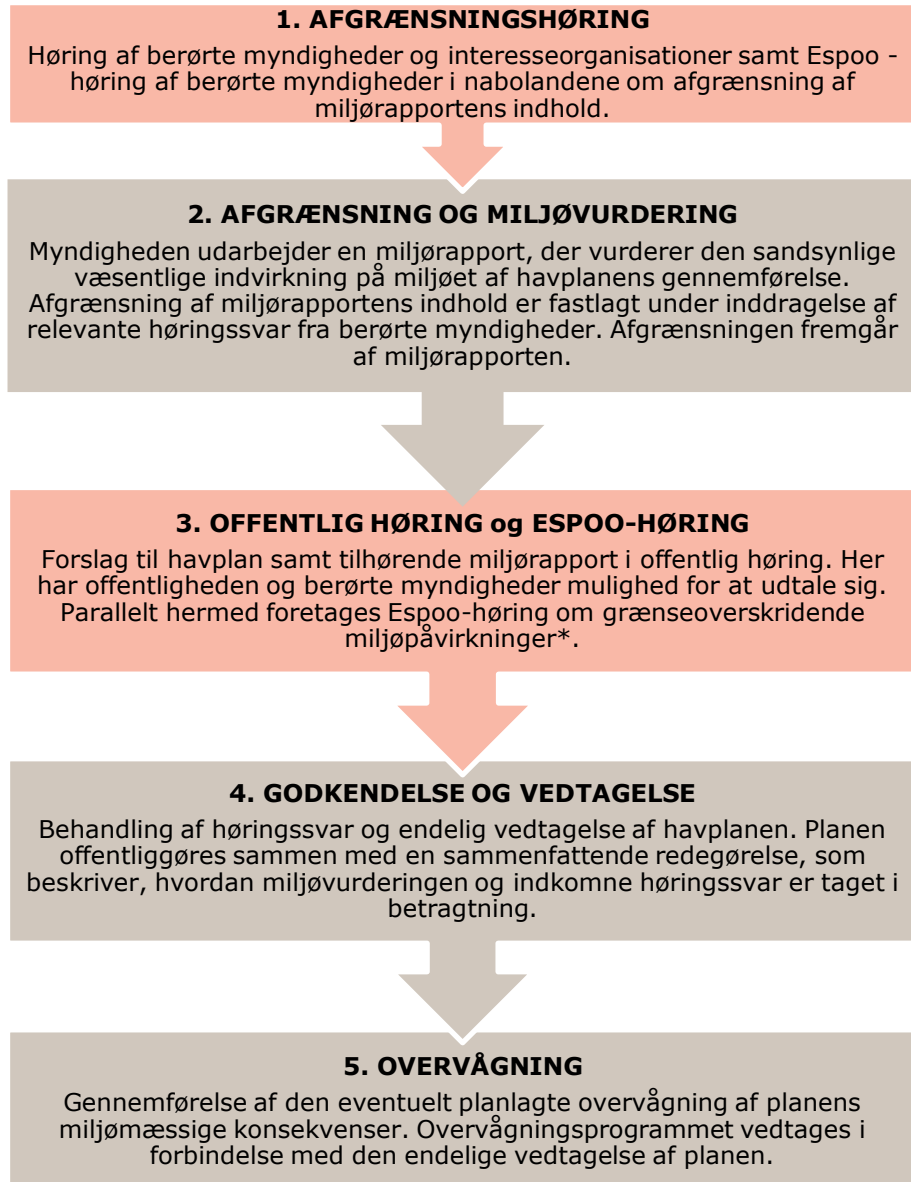 1. AFGRÆNSNINGSHØRING
Høring af berørte myndigheder og interesseorganisationer samt Espoo -
høring af berørte myndigheder i nabolandene om afgrænsning af
miljørapportens indhold.
2. AFGRÆNSNING OG MILJØVURDERING
Myndigheden udarbejder en miljørapport, der vurderer den sandsynlige
væsentlige indvirkning på miljøet af havplanens gennemførelse.
Afgrænsning af miljørapportens indhold er fastlagt under inddragelse af
relevante høringssvar fra berørte myndigheder. Afgrænsningen fremgår
af miljørapporten.
3. OFFENTLIG HØRING og ESPOO-HØRING
Forslag til havplan samt tilhørende miljørapport i offentlig høring. Her
har offentligheden og berørte myndigheder mulighed for at udtale sig.
Parallelt hermed foretages Espoo-høring om grænseoverskridende
miljøpåvirkninger*.
4. GODKENDELSE OG VEDTAGELSE
Behandling af høringssvar og endelig vedtagelse af havplanen. Planen
offentliggøres sammen med en sammenfattende redegørelse, som
beskriver, hvordan miljøvurderingen og indkomne høringssvar er taget i
betragtning.
5. OVERVÅGNING
Gennemførelse af den eventuelt planlagte overvågning af planens
miljømæssige konsekvenser. Overvågningsprogrammet vedtages i
forbindelse med den endelige vedtagelse af planen.